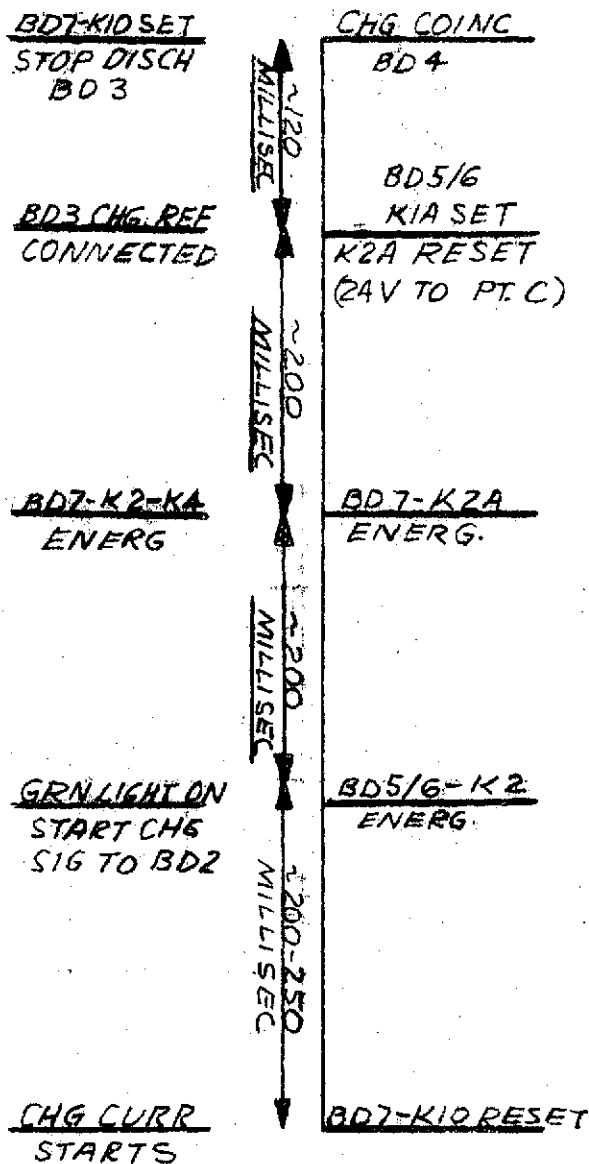 BD7-K10 SET
STOP DISCH
BD 3
CHG COINC
BD 4
~120
MILLISEC
BD5/6
K1A SET
BD3 CHG. REF
CONNECTED
K2A RESET
(24V TO PT. C)
~200
MILLISEC
BD7-K2-K4
ENERG
BD7-K2A
ENERG.
~200
MILLISEC
GRN LIGHT ON
START CHG
SIG TO BD2
BD5/6-K2
ENERG.
~200-250
MILLISEC
CHG CURR
STARTS
BD7-K10 RESET